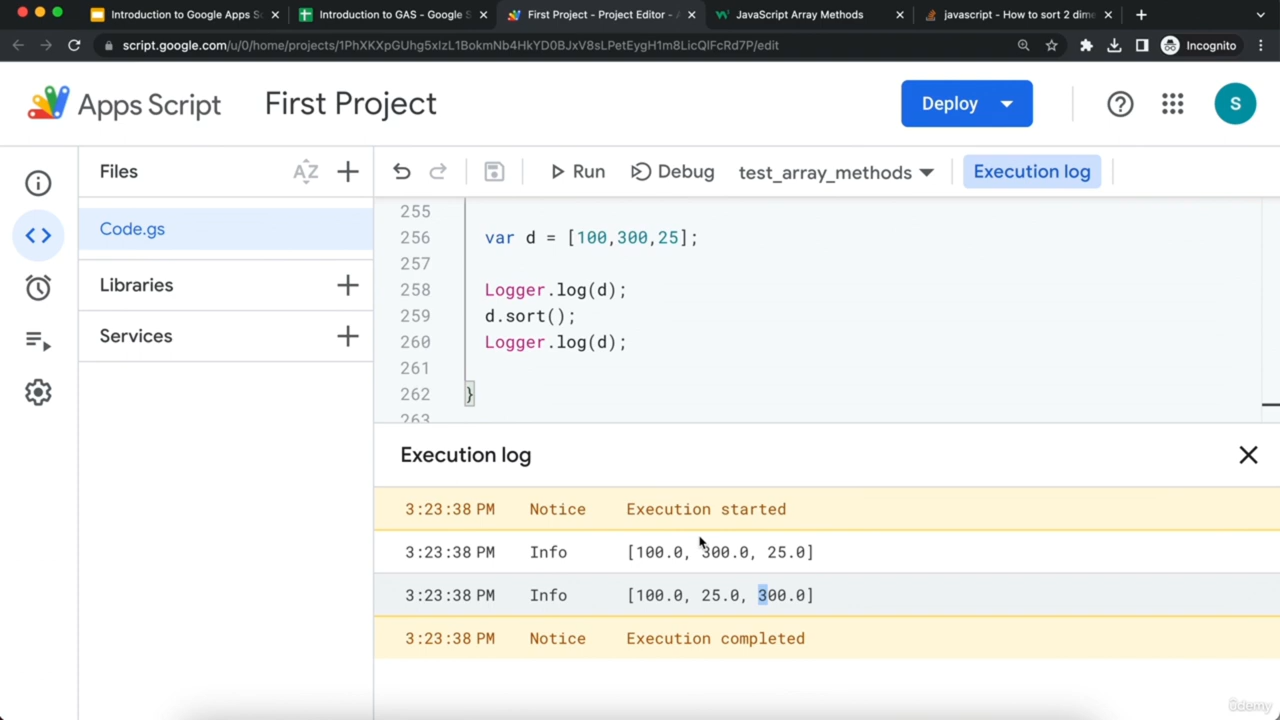 Introduction to Google Apps S
Introduction to GAS - Google S
First Project - Project Editor - A
JavaScript Array Methods
javascript - How to sort 2 dime
script.google.com/u/0/home/projects/1PhXKXpGUhg5xIzL1BokmNb4HkYD0BJxV8sLPetEygH1m8LicQlFcRd7P/edit
Incognito
Apps Script
First Project
Deploy
S
Files
AZ
Run
Debug
test_array_methods
Execution log
Code.gs
Libraries
Services
255
256 var d = [100,300,25];
257
258 Logger.log(d);
259 d.sort();
260 Logger.log(d);
261
262 }
263
Execution log
3:23:38 PM Notice Execution started
3:23:38 PM Info [100.0, 300.0, 25.0]
3:23:38 PM Info [100.0, 25.0, 300.0]
3:23:38 PM Notice Execution completed
ûdemy